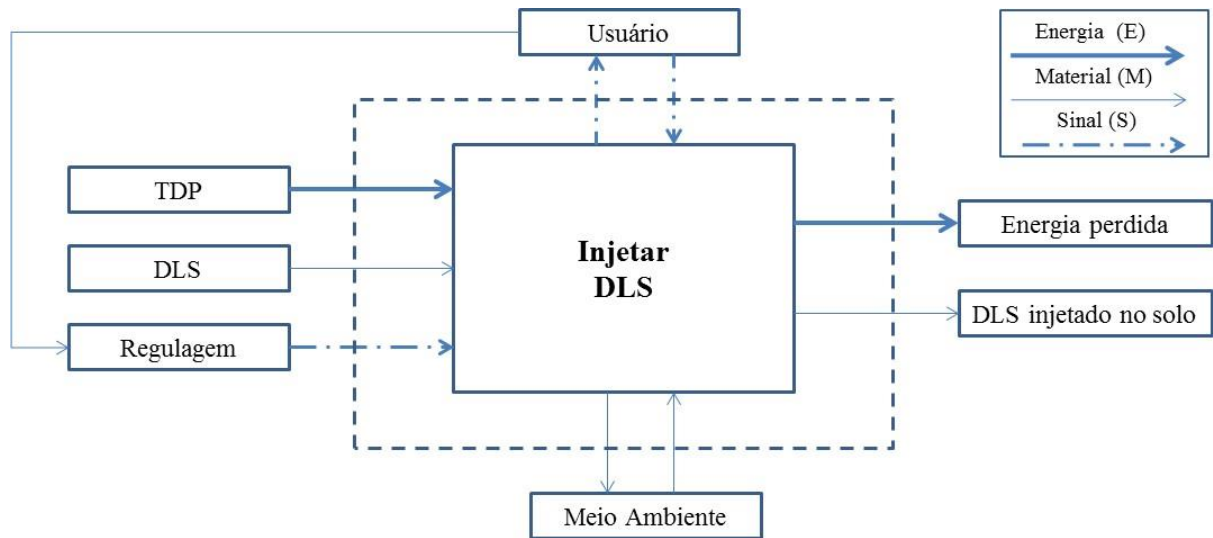 Usuário
Energia (E)
Material (M)
Sinal (S)
TDP
DLS
Regulagem
Injetar
DLS
Energia perdida
DLS injetado no solo
Meio Ambiente